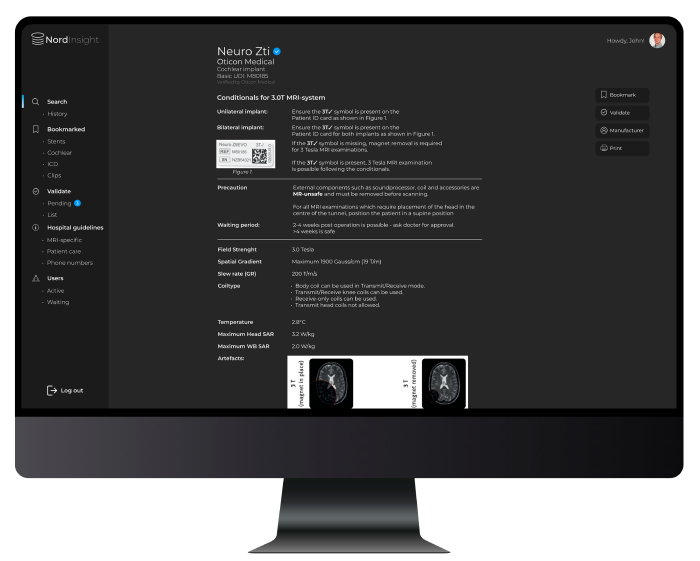 NordInsight
Howdy, John!
Search
History
Bookmarked
Stents
Cochlear
ICD
Clips
Validate
Pending 1
List
Hospital guidelines
MRI-specific
Patient care
Phone numbers
Users
Active
Waiting
Log out
Neuro Zti
Oticon Medical
Cochlear implant
Basic UDI: M80185
Verified by Oticon Medical
Conditionals for 3.0T MRI-system
Unilateral implant: Ensure the 3T✓ symbol is present on the
Patient ID card as shown in Figure 1.
Bilateral implant: Ensure the 3T✓ symbol is present on the
Patient ID card for both implants as shown in Figure 1.
If the 3T✓ symbol is missing, magnet removal is required
for 3 Tesla MRI examinations.
If the 3T✓ symbol is present, 3 Tesla MRI examination
is possible following the conditionals.
REF M80185
SN
3T✓
Figure 1
Precaution External components such as soundprocessor, coil and accessories are
MR-unsafe and must be removed before scanning.
For all MRI examinations which require placement of the head in the
centre of the tunnel, position the patient in a supine position
Waiting period: 2-4 weeks post operation is possible - ask docter for approval.
>4 weeks is safe
Field Strenght 3.0 Tesla
Spatial Gradient Maximum 1900 Gauss/cm (19 T/m)
Slew rate (GR) 200 T/m/s
Coiltype · Body coil can be used in Transmit/Receive mode.
· Transmit/Receive knee coils can be used.
· Receive-only coils can be used.
· Transmit head coils not allowed.
Temperature 2.8°C
Maximum Head SAR 3.2 W/kg
Maximum WB SAR 2.0 W/kg
Artefacts:
3 T
(magnet in place)
3 T
(magnet removed)
Bookmark
Validate
Manufacturer
Print